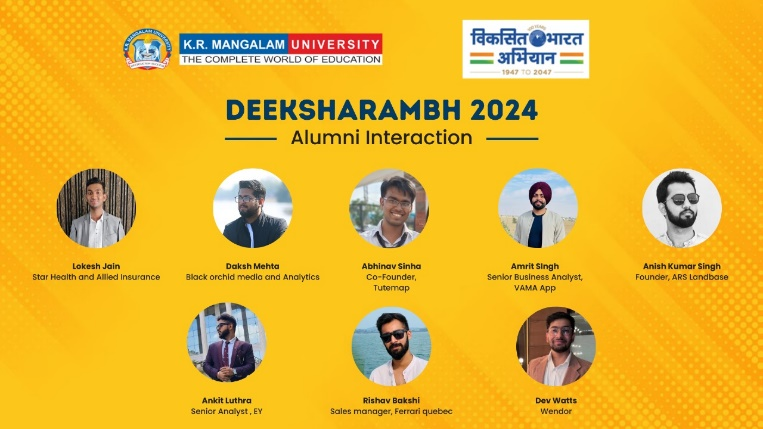 K.R. MANGALAM UNIVERSITY
THE COMPLETE WORLD OF EDUCATION
विकसित भारत
अभियान
1947 TO 2047
DEEKSHARAMBH 2024
Alumni Interaction
Lokesh Jain
Star Health and Allied insurance
Daksh Mehta
Black orchid media and Analytics
Abhinav Sinha
Co-Founder,
Tutemap
Amrit SIngh
Senior Business Analyst,
VAMA App
Anish Kumar Singh
Founder, ARS Landbase
Ankit Luthra
Senior Analyst , EY
Rishav Bakshi
Sales manager, Ferrari quebec
Dev Watts
Wendor